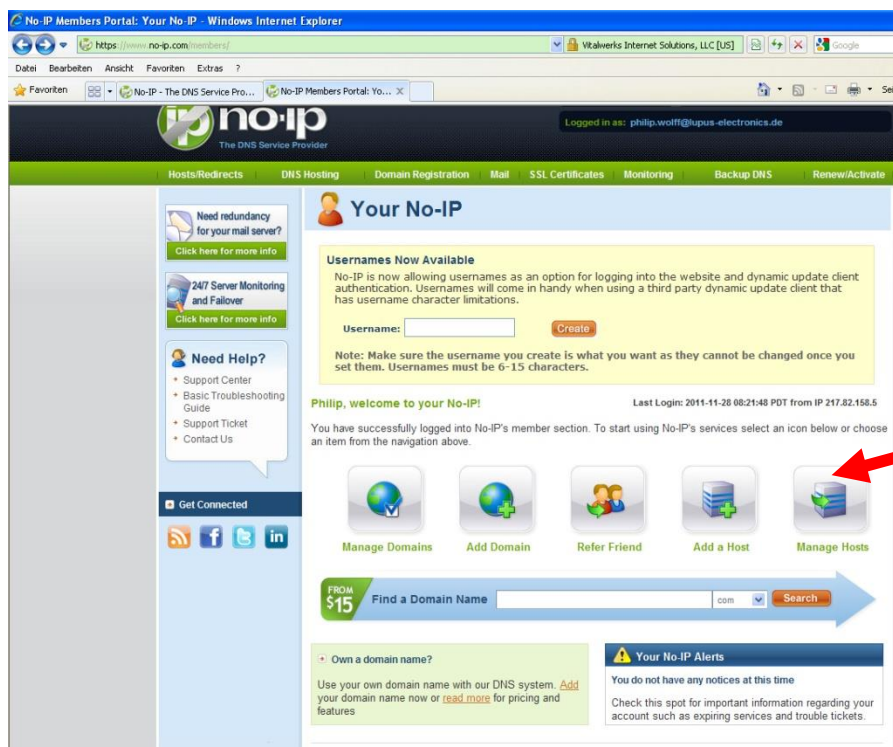 No-IP Members Portal: Your No-IP - Windows Internet Explorer
https://www.no-ip.com/members/
Vitalwerks Internet Solutions, LLC [US]
Google
Datei Bearbeiten Ansicht Favoriten Extras ?
Favoriten
No-IP - The DNS Service Pro...
No-IP Members Portal: Yo... X
no-ip
The DNS Service Provider
Logged in as: philip.wolff@lupus-electronics.de
Hosts/Redirects DNS Hosting Domain Registration Mail SSL Certificates Monitoring Backup DNS Renew/Activate
Need redundancy
for your mail server?
Click here for more info
24/7 Server Monitoring
and Failover
Click here for more info
Need Help?
Support Center
Basic Troubleshooting
Guide
Support Ticket
Contact Us
Get Connected
Your No-IP
Usernames Now Available
No-IP is now allowing usernames as an option for logging into the website and dynamic update client
authentication. Usernames will come in handy when using a third party dynamic update client that
has username character limitations.
Username:
Create
Note: Make sure the username you create is what you want as they cannot be changed once you
set them. Usernames must be 6-15 characters.
Philip, welcome to your No-IP!
Last Login: 2011-11-28 08:21:48 PDT from IP 217.82.158.5
You have successfully logged into No-IP's member section. To start using No-IP's services select an icon below or choose
an item from the navigation above.
Manage Domains Add Domain Refer Friend Add a Host Manage Hosts
FROM
$15
Find a Domain Name
com
Search
Own a domain name?
Use your own domain name with our DNS system. Add
your domain name now or read more for pricing and
features
Your No-IP Alerts
You do not have any notices at this time
Check this spot for important information regarding your
account such as expiring services and trouble tickets.